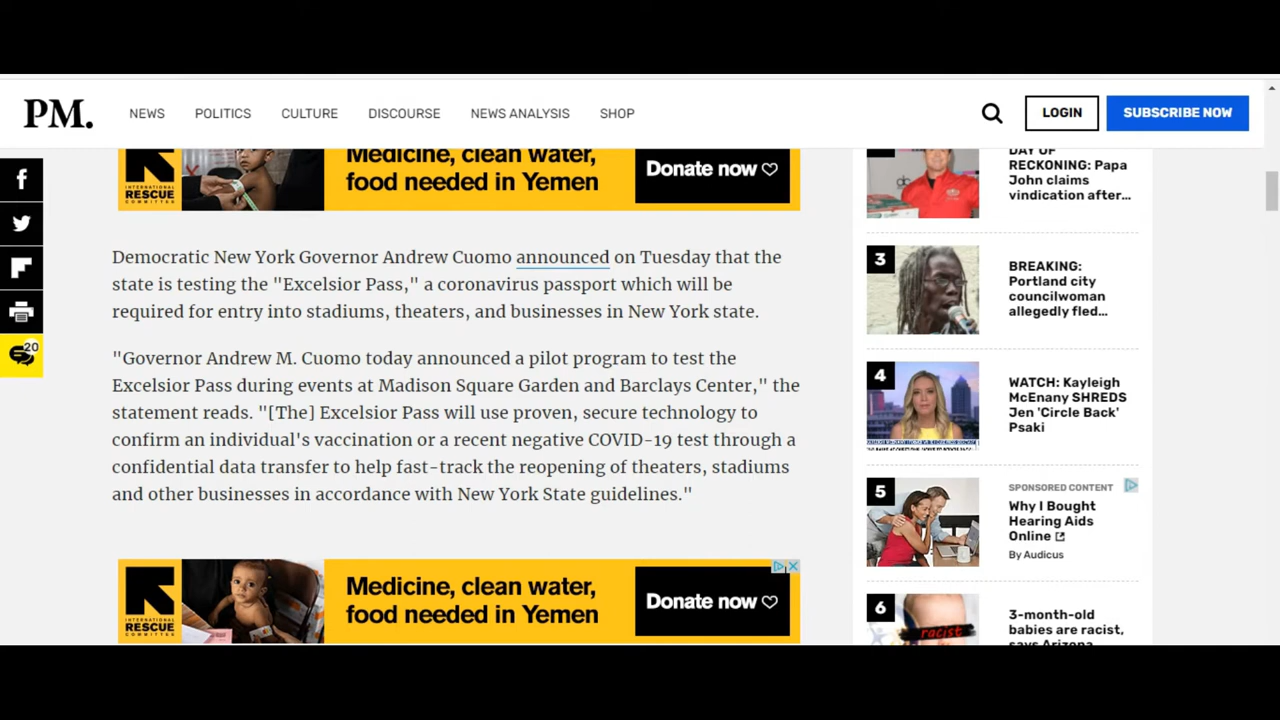 PM.
NEWS
POLITICS
CULTURE
DISCOURSE
NEWS ANALYSIS
SHOP
LOGIN
SUBSCRIBE NOW
INTERNATIONAL
RESCUE
COMMITTEE
Medicine, clean water,
food needed in Yemen
Donate now
Democratic New York Governor Andrew Cuomo announced on Tuesday that the
state is testing the "Excelsior Pass," a coronavirus passport which will be
required for entry into stadiums, theaters, and businesses in New York state.
"Governor Andrew M. Cuomo today announced a pilot program to test the
Excelsior Pass during events at Madison Square Garden and Barclays Center," the
statement reads. "[The] Excelsior Pass will use proven, secure technology to
confirm an individual's vaccination or a recent negative COVID-19 test through a
confidential data transfer to help fast-track the reopening of theaters, stadiums
and other businesses in accordance with New York State guidelines."
INTERNATIONAL
RESCUE
COMMITTEE
Medicine, clean water,
food needed in Yemen
Donate now
20
DAY OF
RECKONING: Papa
John claims
vindication after...
3
BREAKING:
Portland city
councilwoman
allegedly fled...
4
WATCH: Kayleigh
McEnany SHREDS
Jen 'Circle Back'
Psaki
5
SPONSORED CONTENT
Why I Bought
Hearing Aids
Online
By Audicus
6
racist
3-month-old
babies are racist,
says Arizona